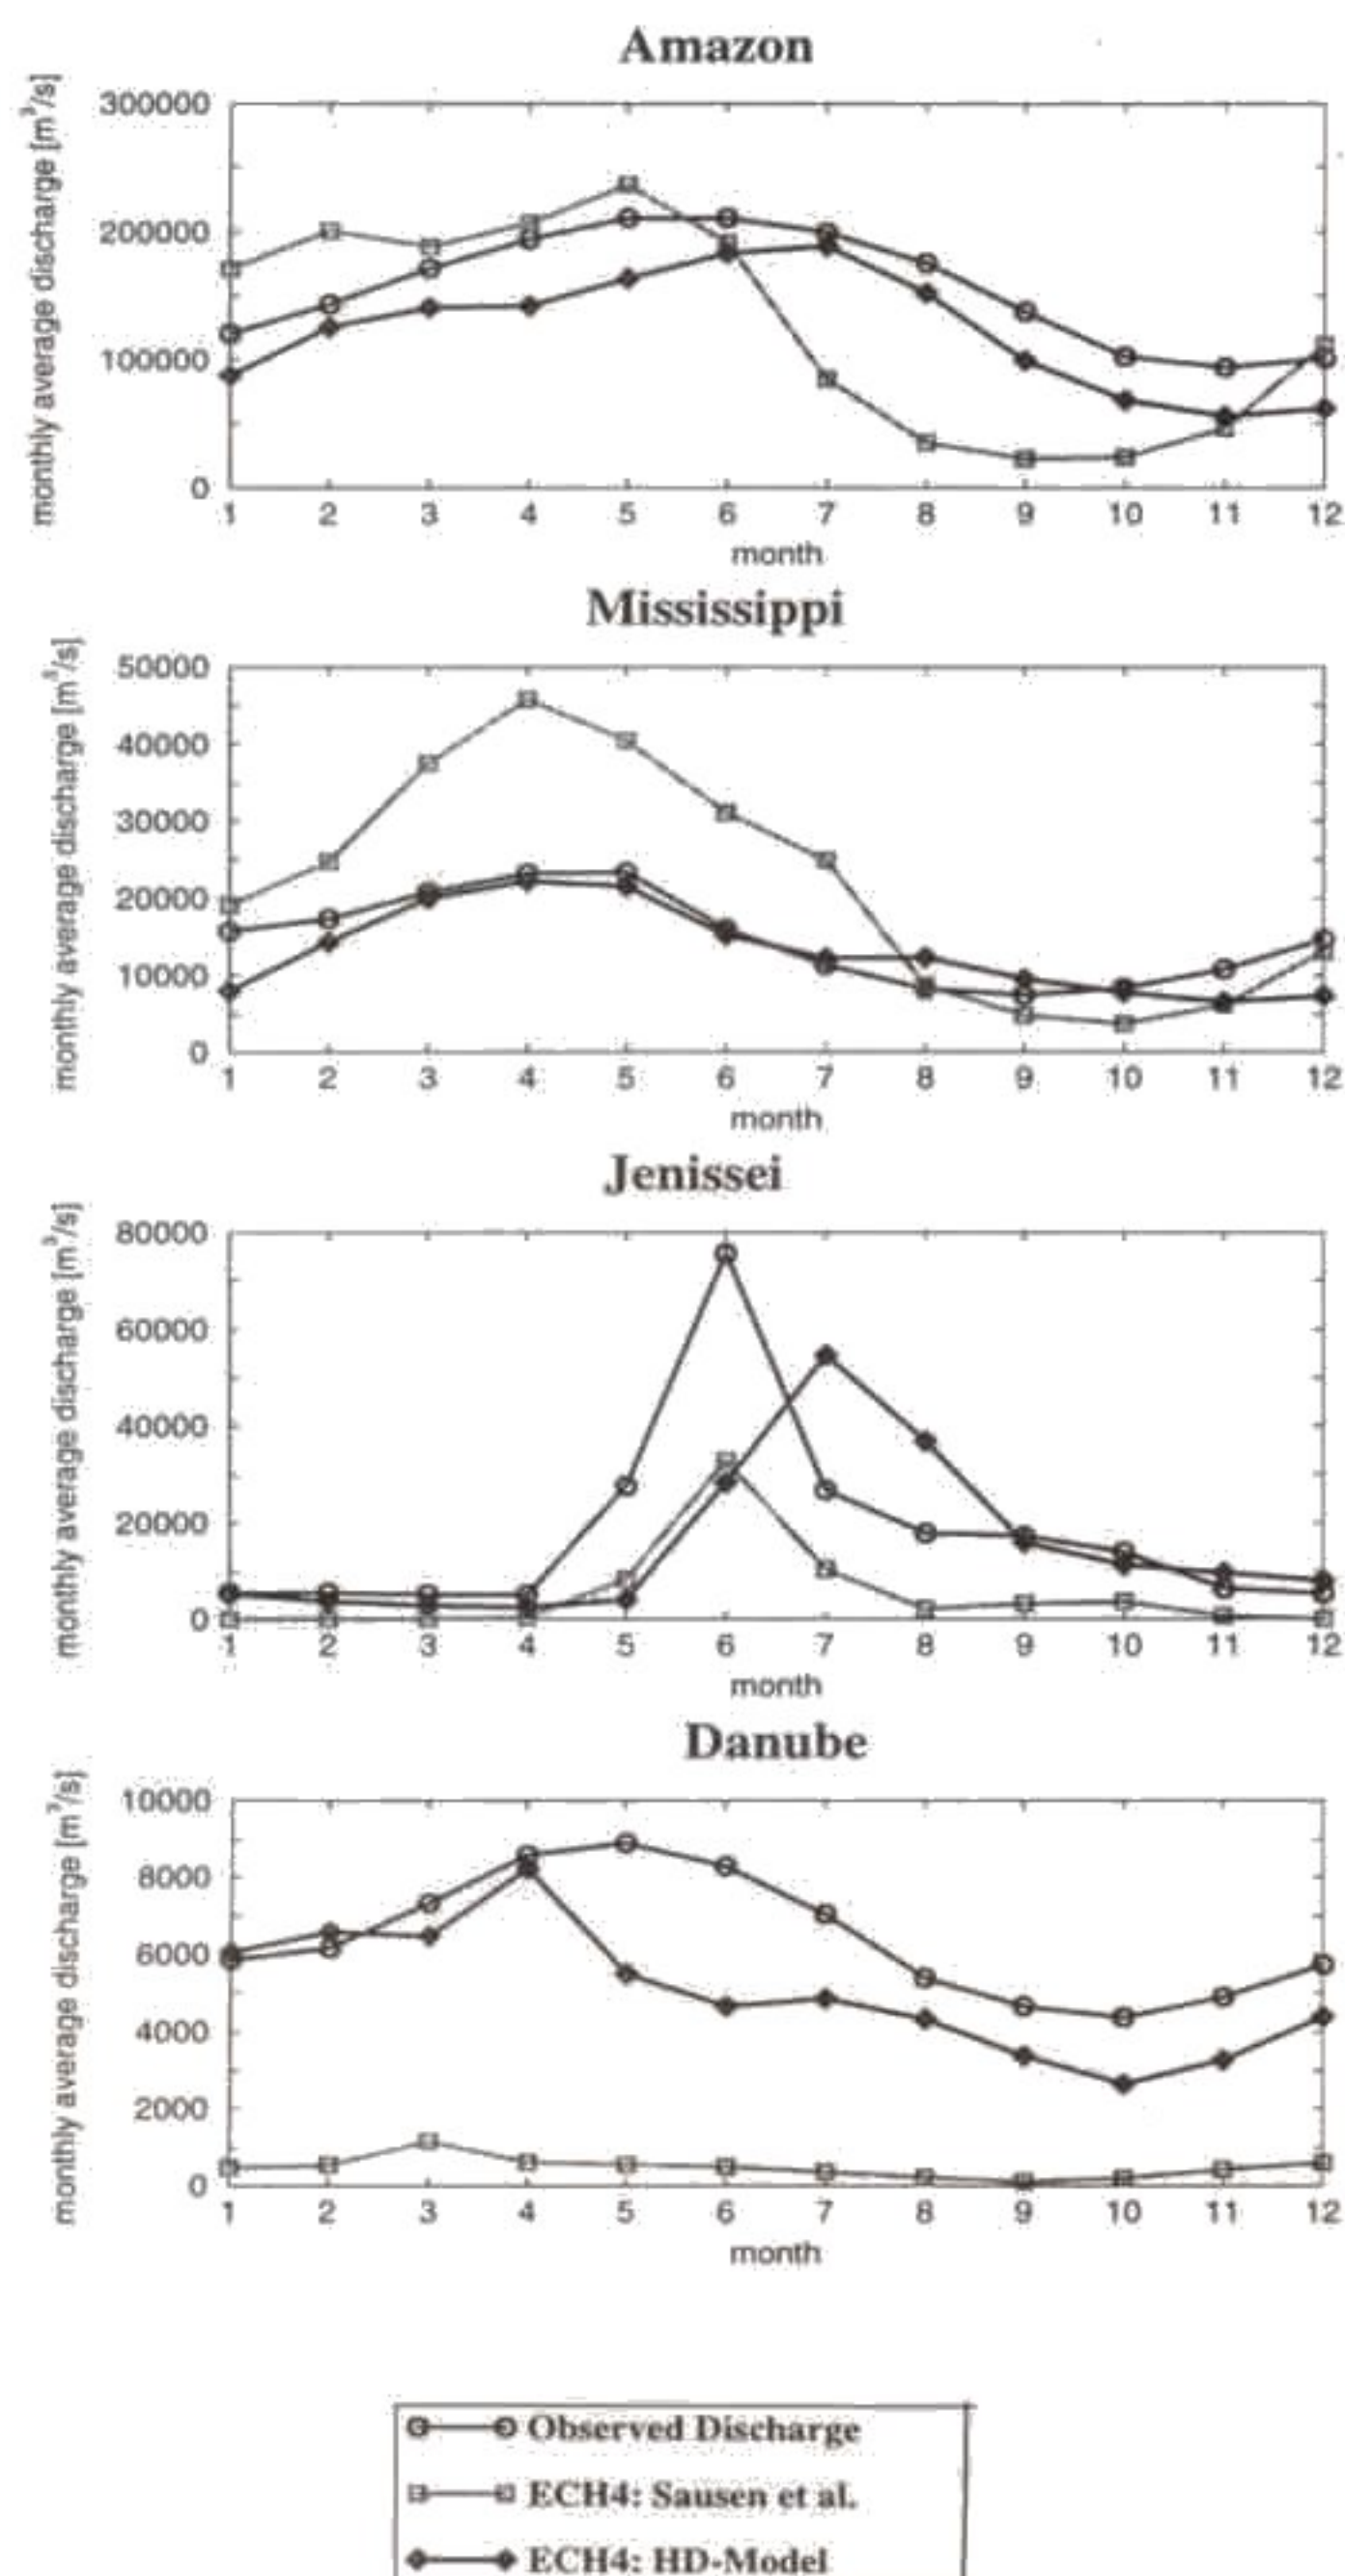 Amazon
monthly average discharge [m³/s]
300000
200000
100000
0
1 2 3 4 5 6 7 8 9 10 11 12
month
Mississippi
monthly average discharge [m³/s]
50000
40000
30000
20000
10000
0
1 2 3 4 5 6 7 8 9 10 11 12
month
Jenissei
monthly average discharge [m³/s]
80000
60000
40000
20000
0
1 2 3 4 5 6 7 8 9 10 11 12
month
Danube
monthly average discharge [m³/s]
10000
8000
6000
4000
2000
0
1 2 3 4 5 6 7 8 9 10 11 12
month
Observed Discharge
ECH4: Sausen et al.
ECH4: HD-Model